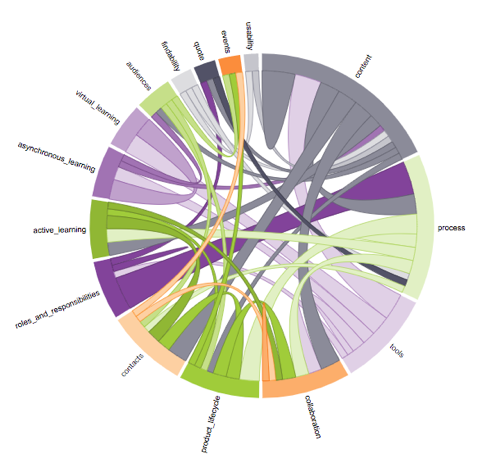 content
process
tools
collaboration
product_lifecycle
contacts
roles_and_responsibilities
active_learning
asynchronous_learning
virtual_learning
audiences
findability
quote
events
usability